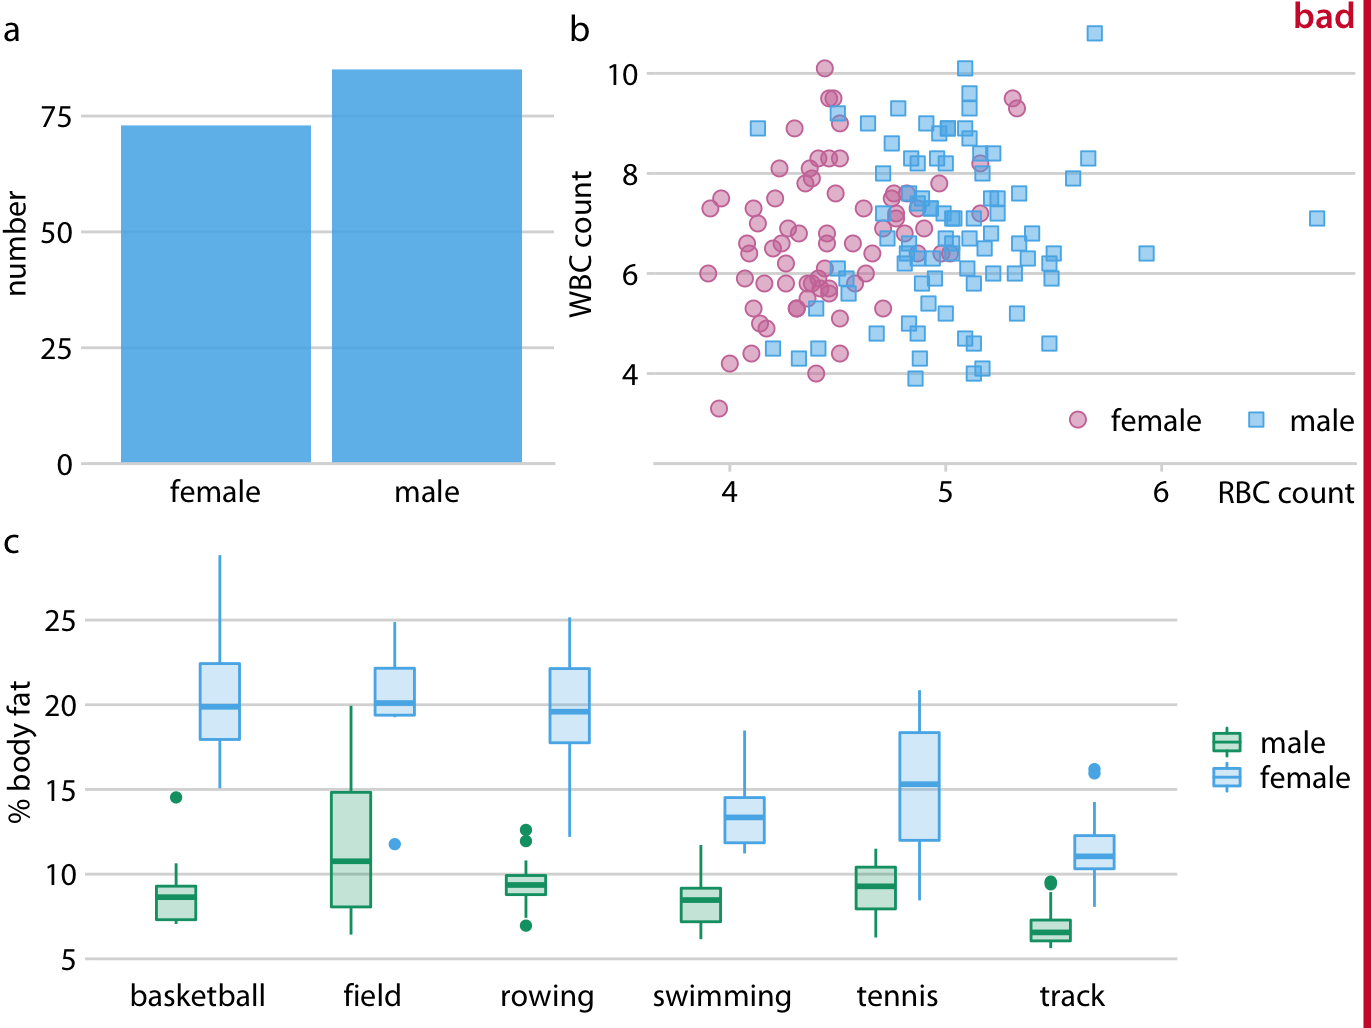 a
number
75
50
25
0
female male
b
bad
WBC count
10
8
6
4
female male
4 5 6 RBC count
c
% body fat
25
20
15
10
5
male
female
basketball field rowing swimming tennis track